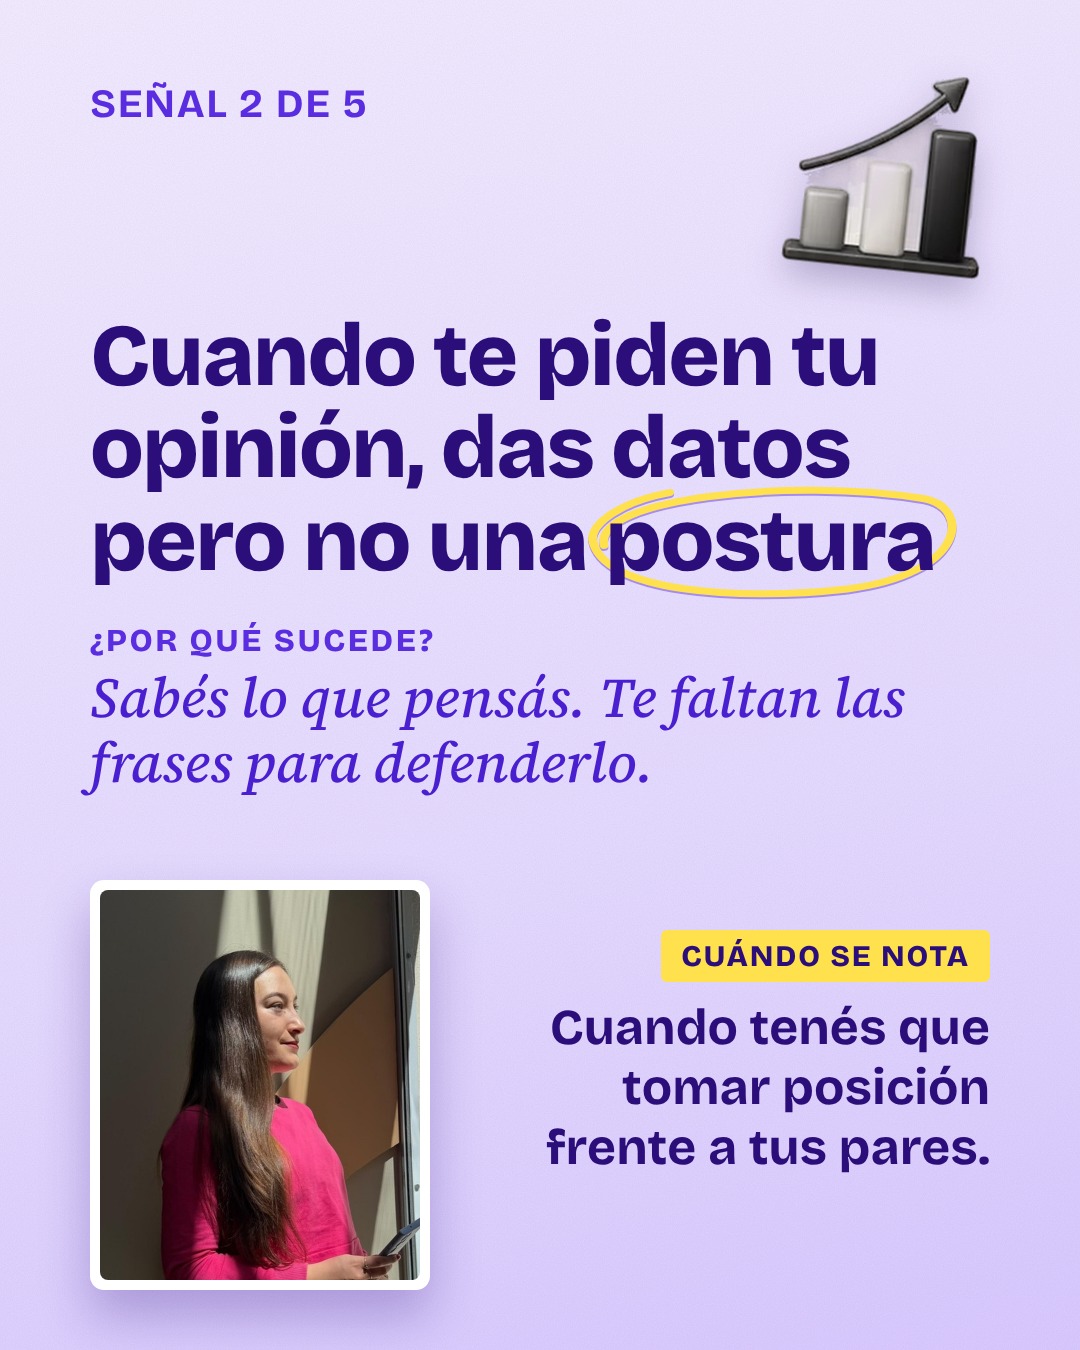 SEÑAL 2 DE 5
Cuando te piden tu
opinión, das datos
pero no una postura
¿POR QUÉ SUCEDE?
Sabés lo que pensás. Te faltan las
frases para defenderlo.
CUÁNDO SE NOTA
Cuando tenés que
tomar posición
frente a tus pares.